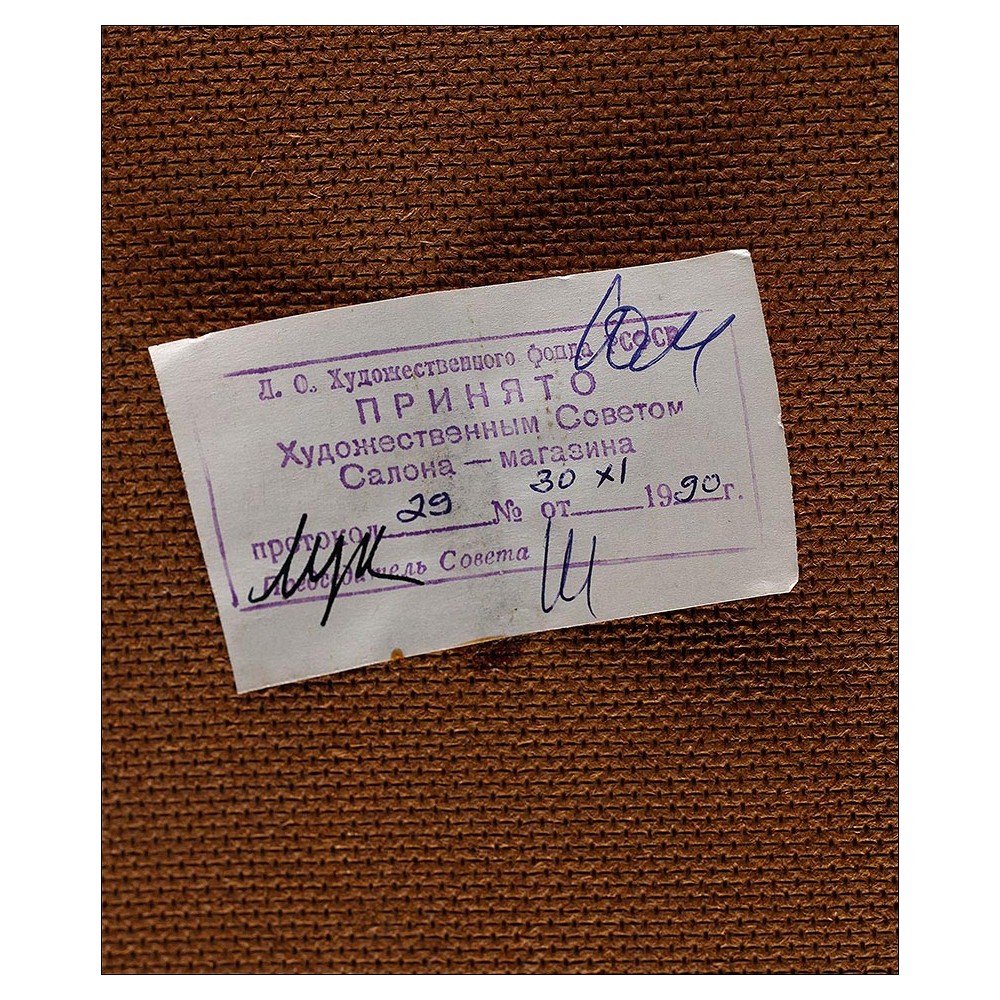 Л. О. Художественного фонда РСФСР
ПРИНЯТО
Художественным Советом
Салона — магазина
протокол 29 № от 30 XI 1990 г.
Председатель Совета